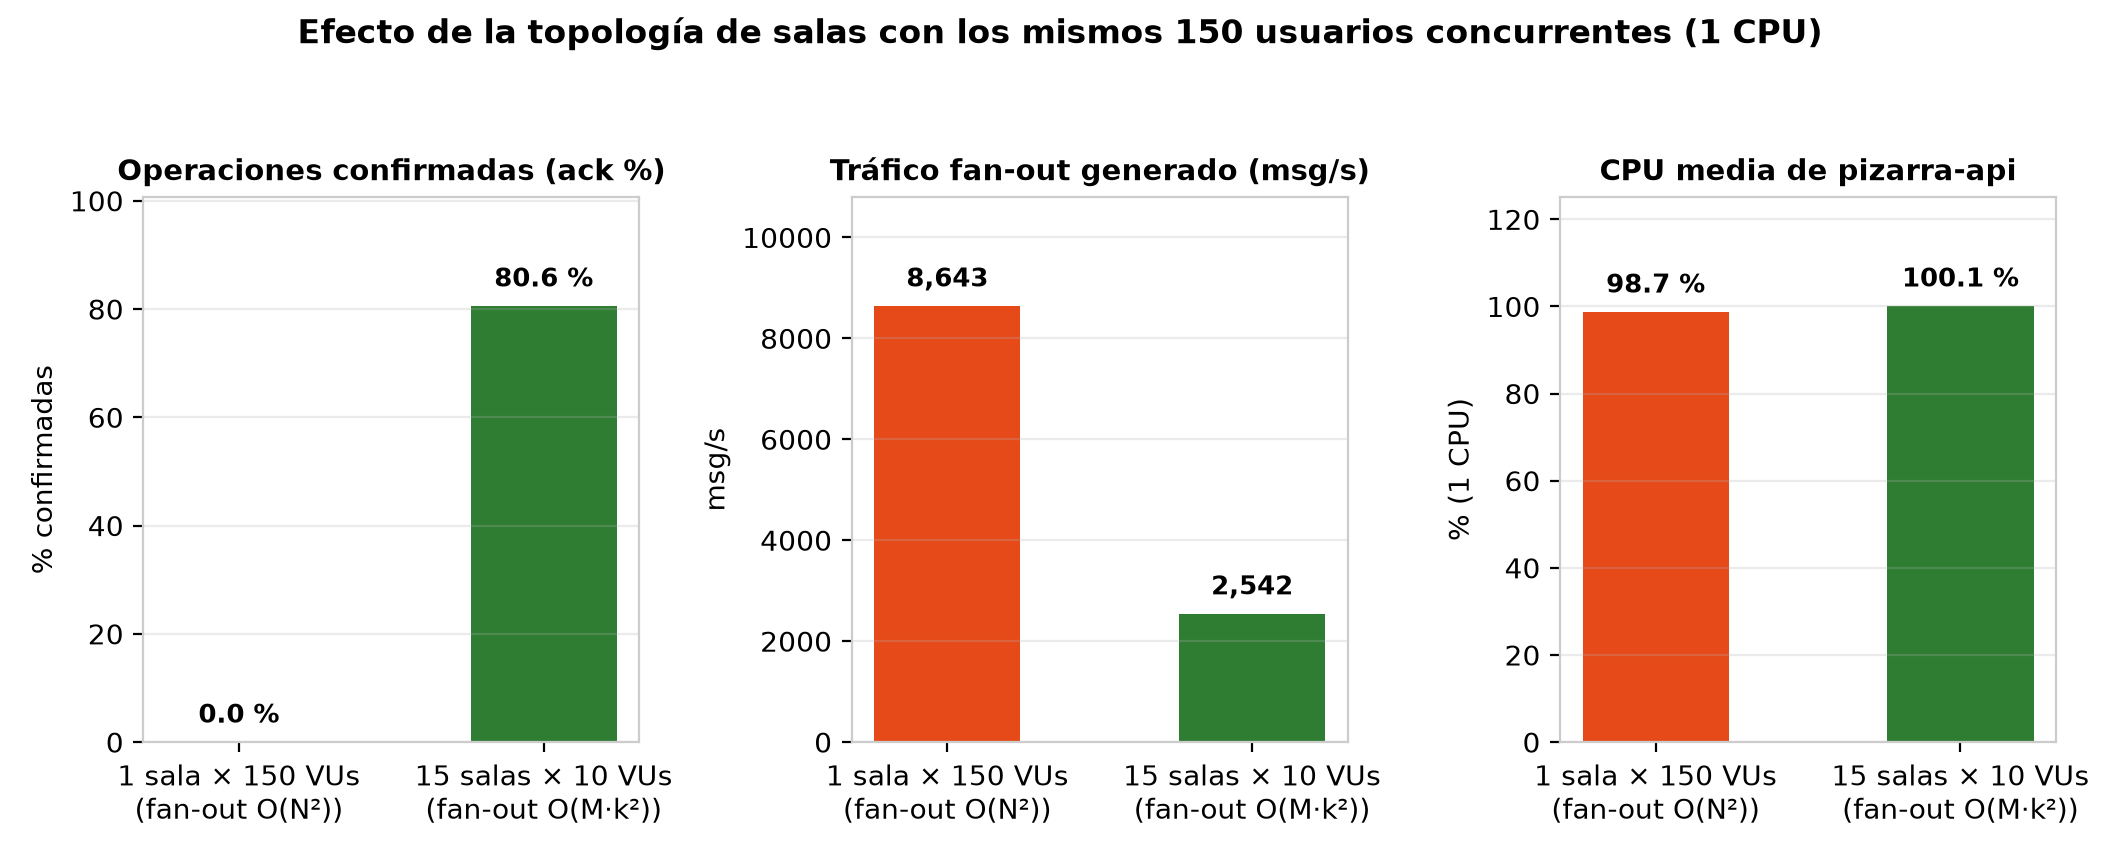 Efecto de la topología de salas con los mismos 150 usuarios concurrentes (1 CPU)
Operaciones confirmadas (ack %)
% confirmadas
100
80
60
40
20
0
0.0 %
80.6 %
1 sala × 150 VUs
(fan-out O(N²))
15 salas × 10 VUs
(fan-out O(M·k²))
Tráfico fan-out generado (msg/s)
msg/s
10000
8000
6000
4000
2000
0
8,643
2,542
1 sala × 150 VUs
(fan-out O(N²))
15 salas × 10 VUs
(fan-out O(M·k²))
CPU media de pizarra-api
% (1 CPU)
120
100
80
60
40
20
0
98.7 %
100.1 %
1 sala × 150 VUs
(fan-out O(N²))
15 salas × 10 VUs
(fan-out O(M·k²))